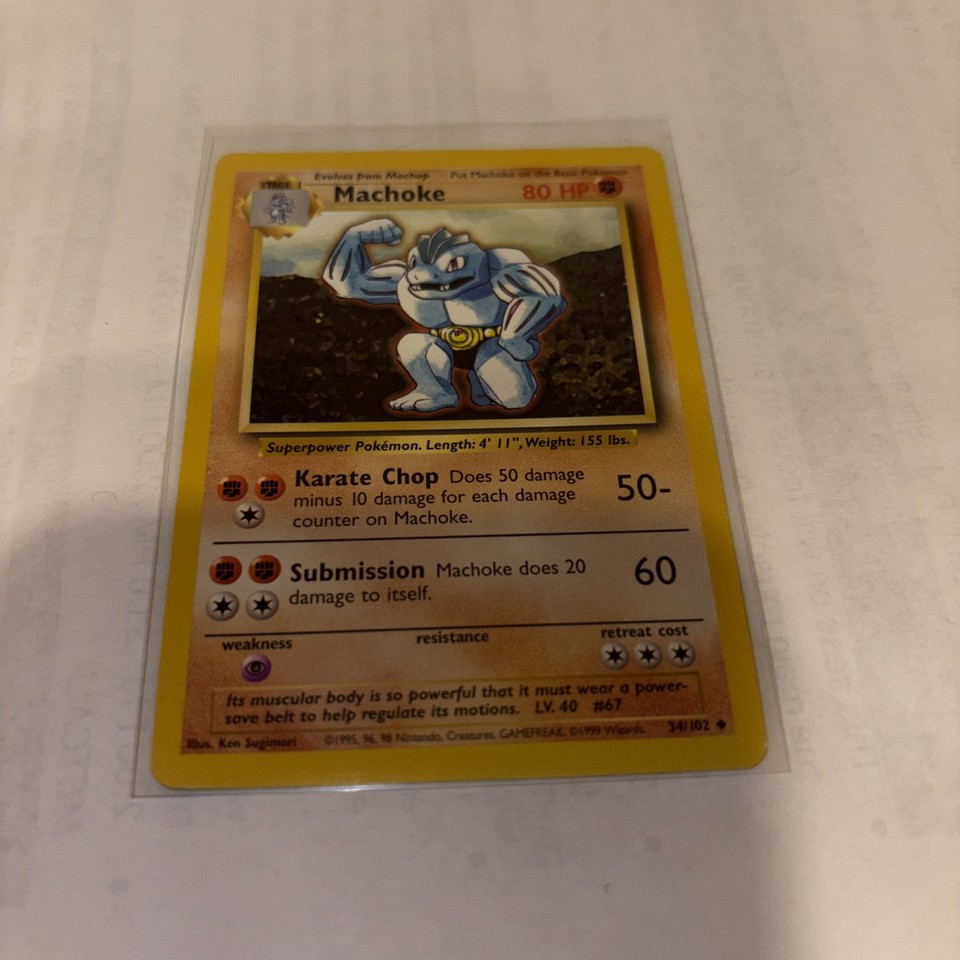 Evolves from Machop Put Machoke on the Basic Pokémon
STAGE 1
Machoke 80 HP
Superpower Pokémon. Length: 4' 11", Weight: 155 lbs.
Karate Chop Does 50 damage
minus 10 damage for each damage
counter on Machoke.
50-
Submission Machoke does 20
damage to itself.
60
weakness resistance retreat cost
Its muscular body is so powerful that it must wear a power-
save belt to help regulate its motions. LV. 40 #67
Illus. Ken Sugimori ©1995, 96, 98 Nintendo, Creatures, GAMEFREAK. ©1999 Wizards. 34/102